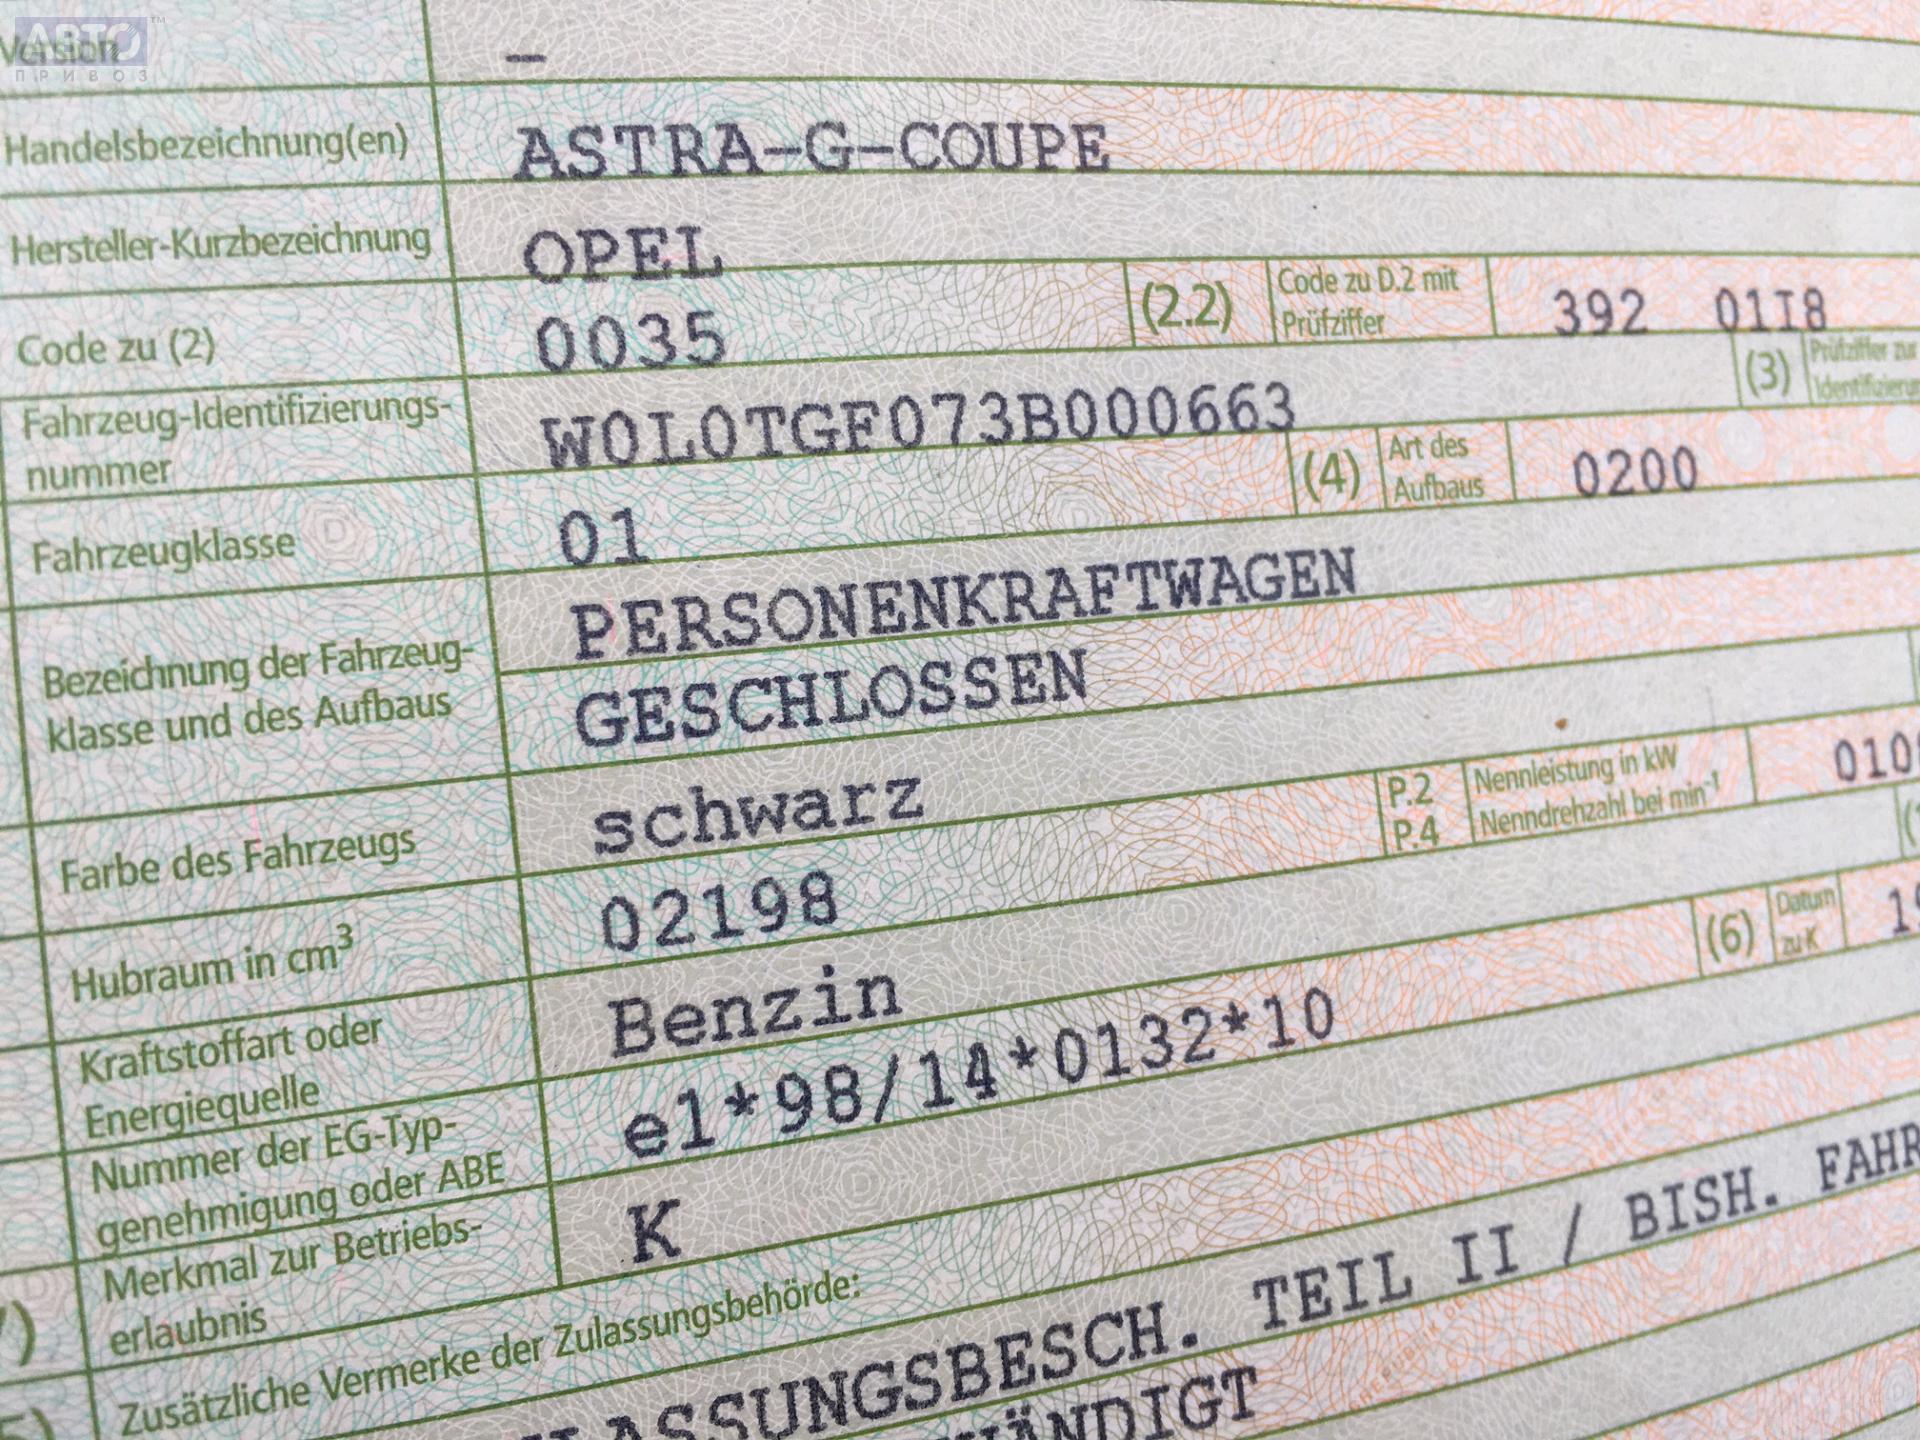 АВТО
ПРИВОЗ
Version –
Handelsbezeichnung(en) ASTRA-G-COUPE
Hersteller-Kurzbezeichnung OPEL
Code zu (2) 0035 (2.2) Code zu D.2 mit Prüfziffer 392 01I8
Fahrzeug-Identifizierungs-
nummer W0L0TGF073B000663 (3) Prüfziffer zur
Fahrzeugklasse 01 (4) Art des Aufbaus 0200
Bezeichnung der Fahrzeug-
klasse und des Aufbaus
PERSONENKRAFTWAGEN
GESCHLOSSEN
Farbe des Fahrzeugs schwarz
Hubraum in cm³ 02198 P.2 P.4 Nennleistung in kW
Nenndrehzahl bei min⁻¹
Kraftstoffart oder
Energiequelle Benzin
Nummer der EG-Typ-
genehmigung oder ABE e1*98/14*0132*10 (6) Datum zu K
Merkmal zur Betriebs-
erlaubnis K
Zusätzliche Vermerke der Zulassungsbehörde:
TEIL II / BISH.